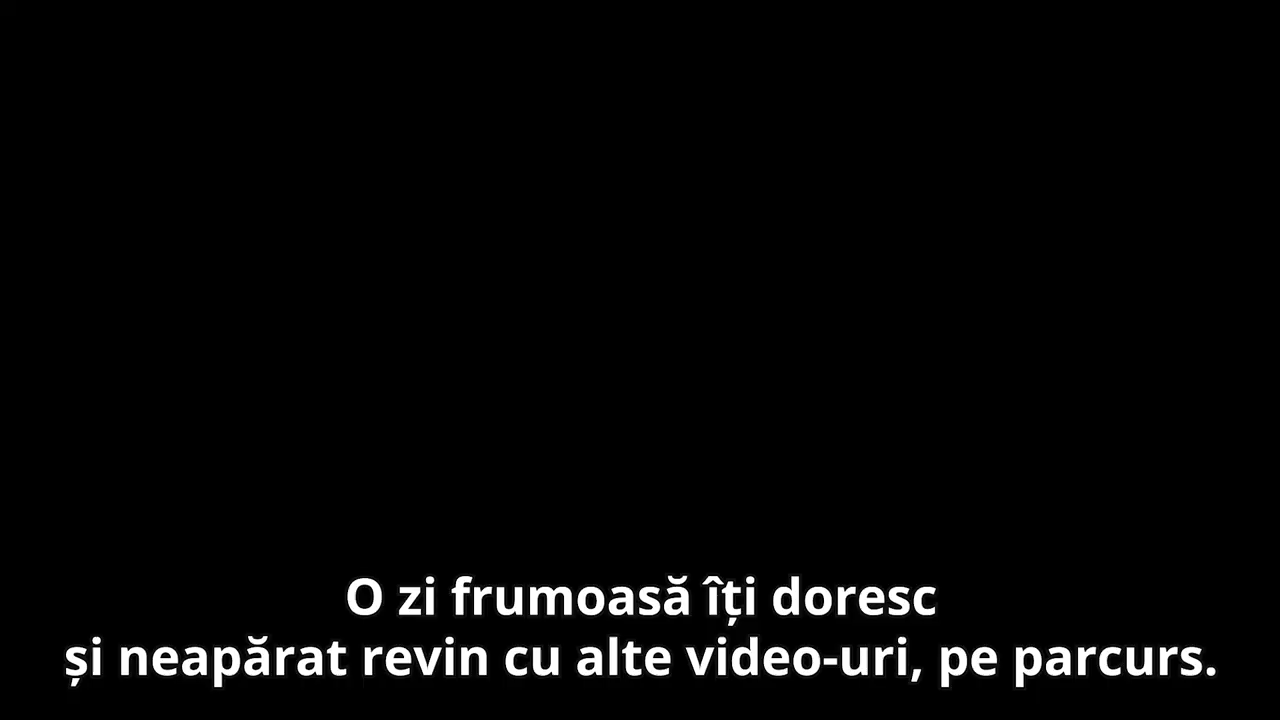 O zi frumoasă îți doresc
și neapărat revin cu alte video-uri, pe parcurs.